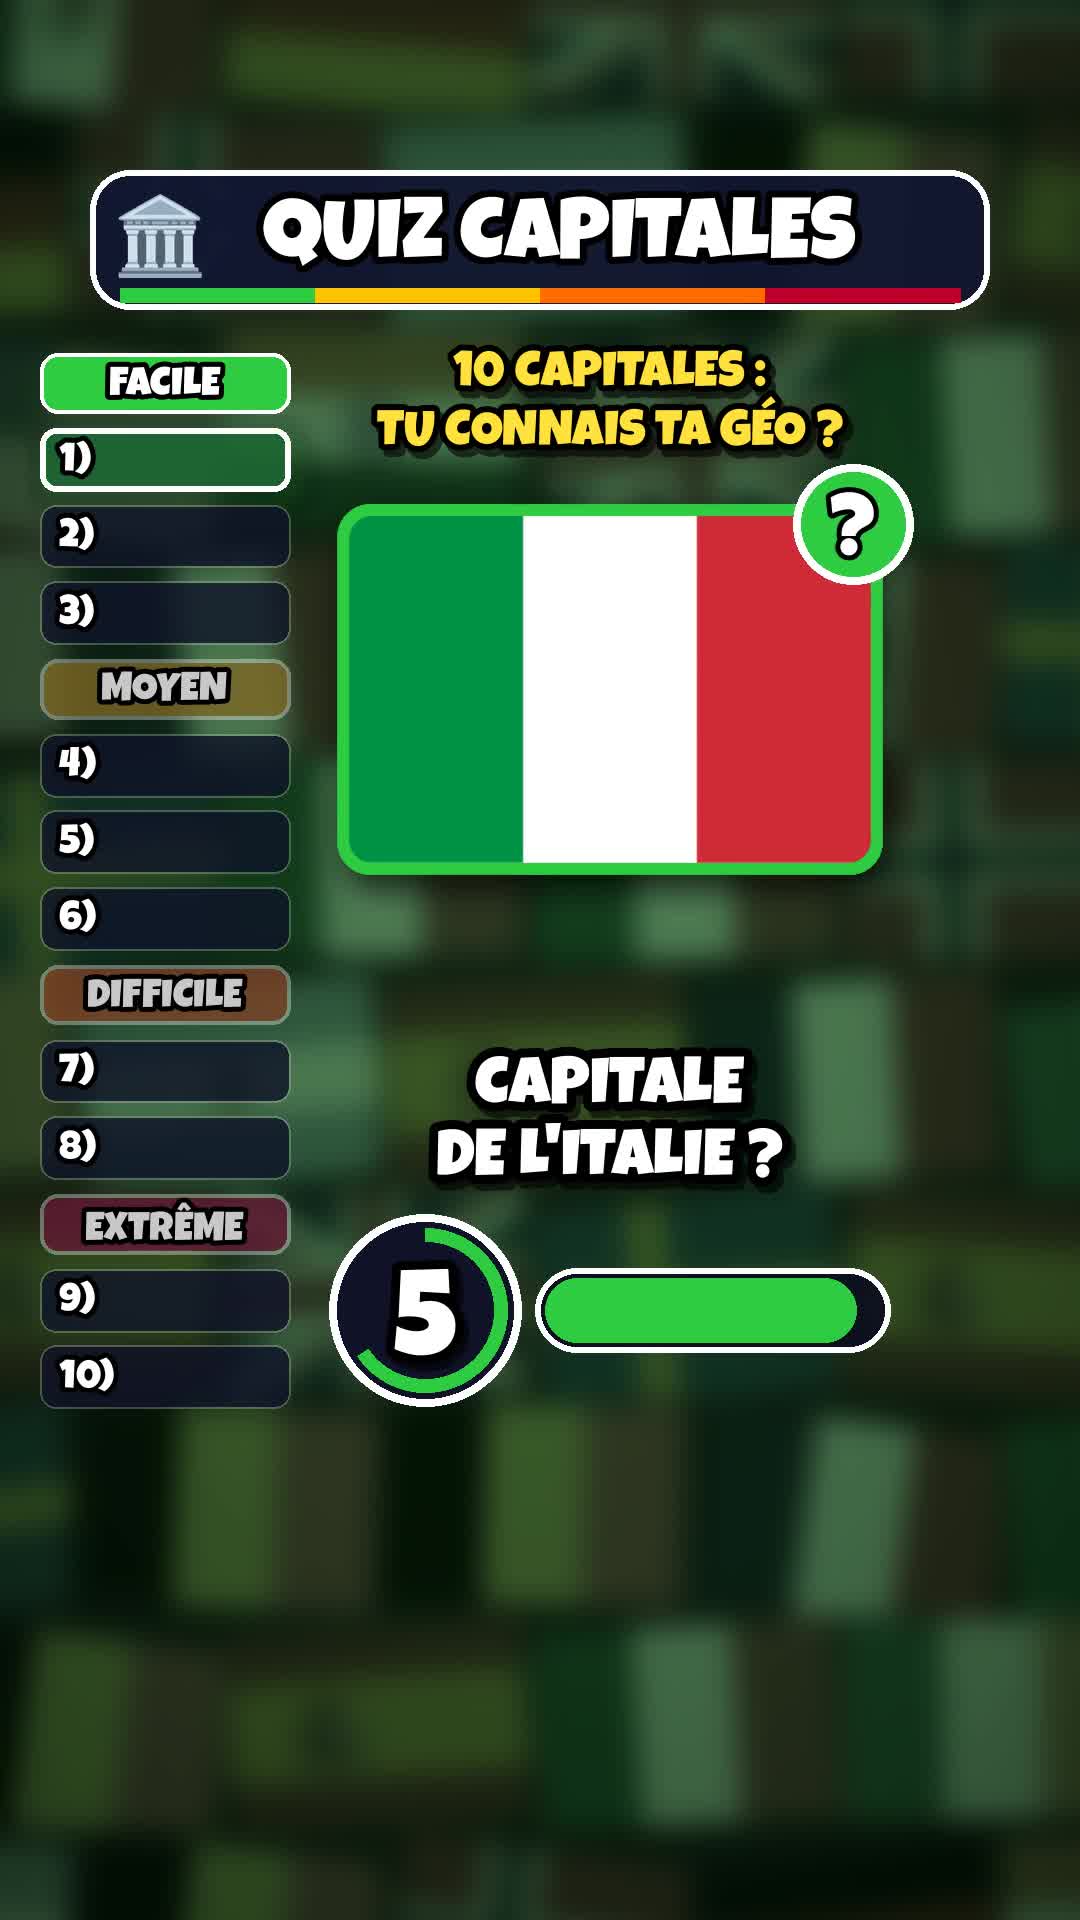 QUIZ CAPITALES
10 CAPITALES :
TU CONNAIS TA GÉO ?
FACILE
1)
2)
3)
MOYEN
4)
5)
6)
DIFFICILE
7)
8)
EXTRÊME
9)
10)
?
CAPITALE
DE L'ITALIE ?
5